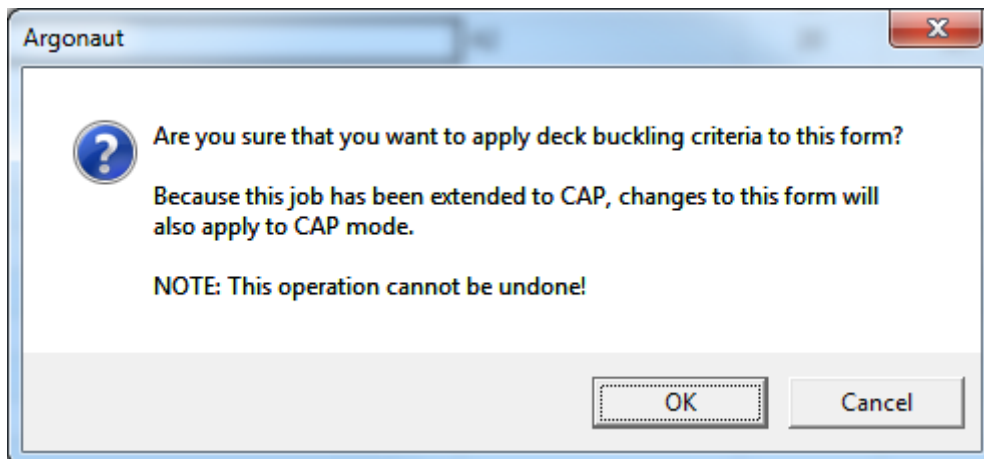 Argonaut
Are you sure that you want to apply deck buckling criteria to this form?
Because this job has been extended to CAP, changes to this form will
also apply to CAP mode.
NOTE: This operation cannot be undone!
OK
Cancel